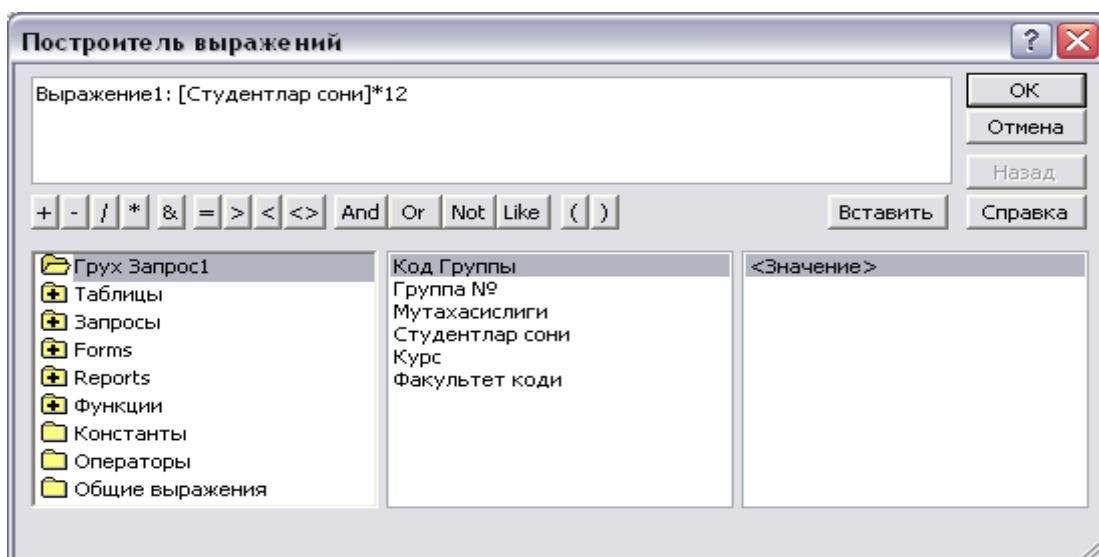 Построитель выражений
Выражение1: [Студентлар сони]*12
ОК
Отмена
Назад
+ - / * & = > < <> And Or Not Like ( ) Вставить Справка
Грух Запрос1
Таблицы
Запросы
Forms
Reports
Функции
Константы
Операторы
Общие выражения
Код Группы
Группа №
Мутахасислиги
Студентлар сони
Курс
Факультет коди
<Значение>